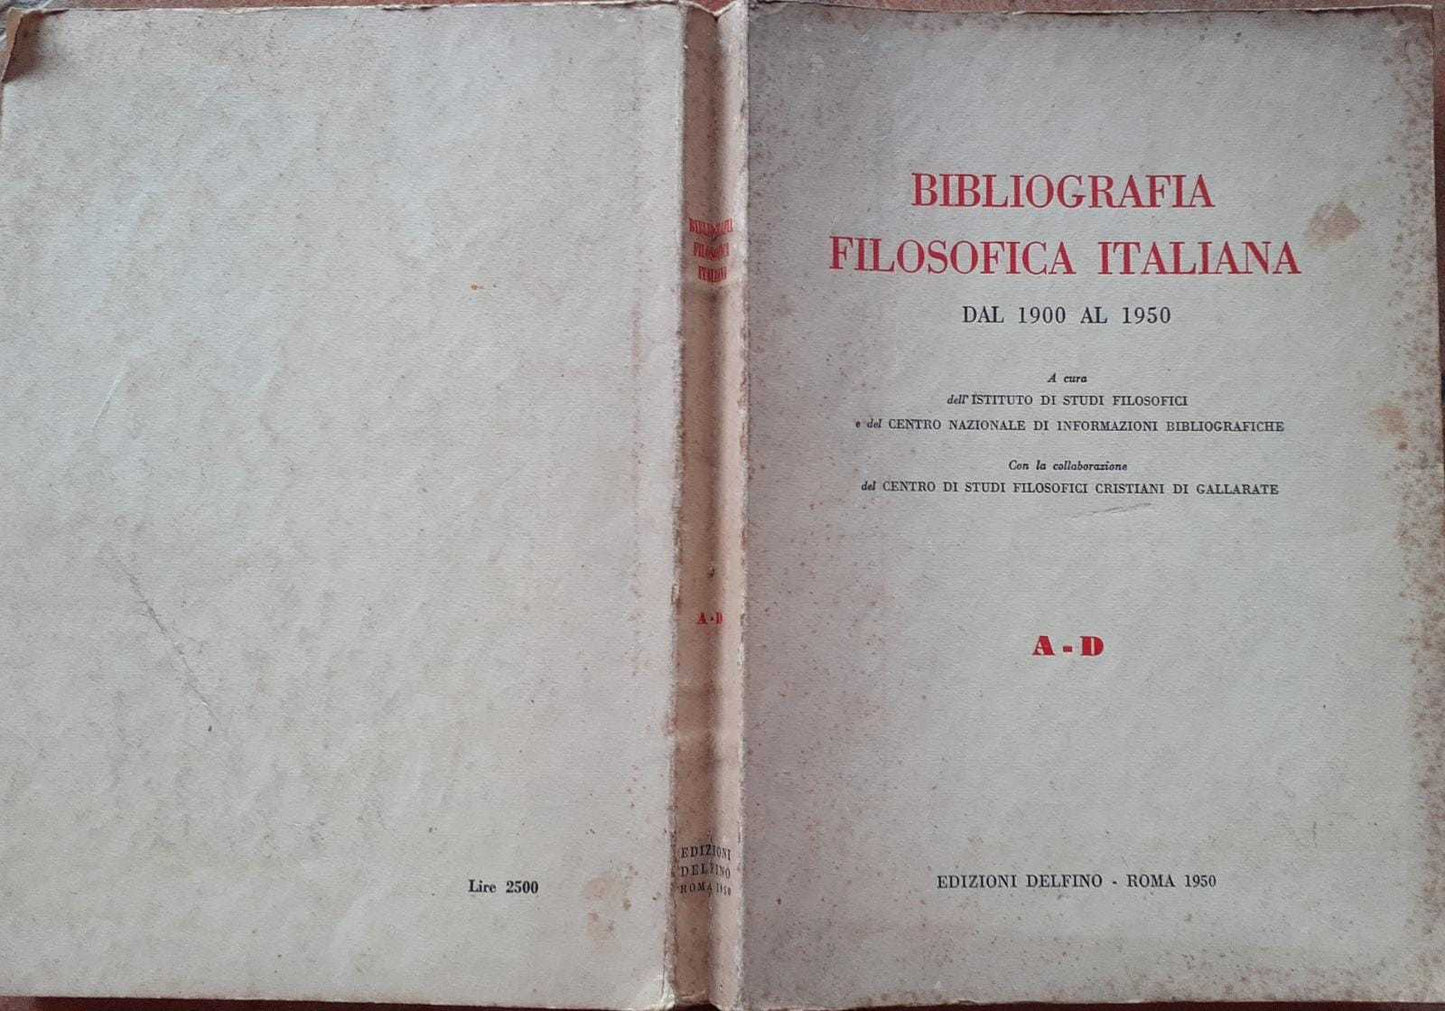 Lire 2500
BIBLIOGRAFIA
FILOSOFICA
ITALIANA
A-D
EDIZIONI
DELFINO
ROMA 1950
BIBLIOGRAFIA
FILOSOFICA ITALIANA
DAL 1900 AL 1950
A cura
dell'ISTITUTO DI STUDI FILOSOFICI
e del CENTRO NAZIONALE DI INFORMAZIONI BIBLIOGRAFICHE
Con la collaborazione
del CENTRO DI STUDI FILOSOFICI CRISTIANI DI GALLARATE
A-D
EDIZIONI DELFINO - ROMA 1950